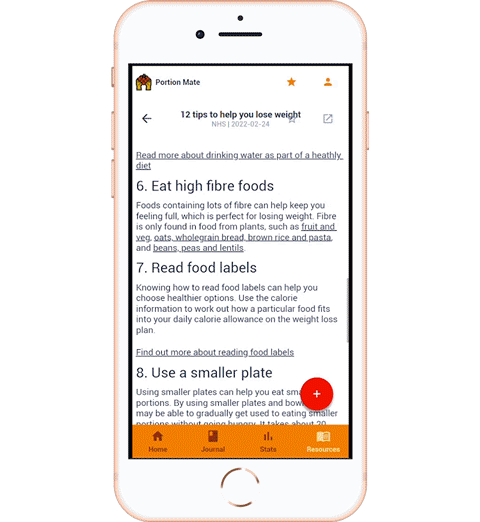 Portion Mate
12 tips to help you lose weight
NHS | 2022-02-24
Read more about drinking water as part of a heathly
diet
6. Eat high fibre foods
Foods containing lots of fibre can help keep you
feeling full, which is perfect for losing weight. Fibre
is only found in food from plants, such as fruit and
veg, oats, wholegrain bread, brown rice and pasta,
and beans, peas and lentils.
7. Read food labels
Knowing how to read food labels can help you
choose healthier options. Use the calorie
information to work out how a particular food fits
into your daily calorie allowance on the weight loss
plan.
Find out more about reading food labels
8. Use a smaller plate
Using smaller plates can help you eat
portions. By using smaller plates and
may be able to gradually get used to eating smaller
portions without going hungry. It takes about 20
+
Home
Journal
Stats
Resources